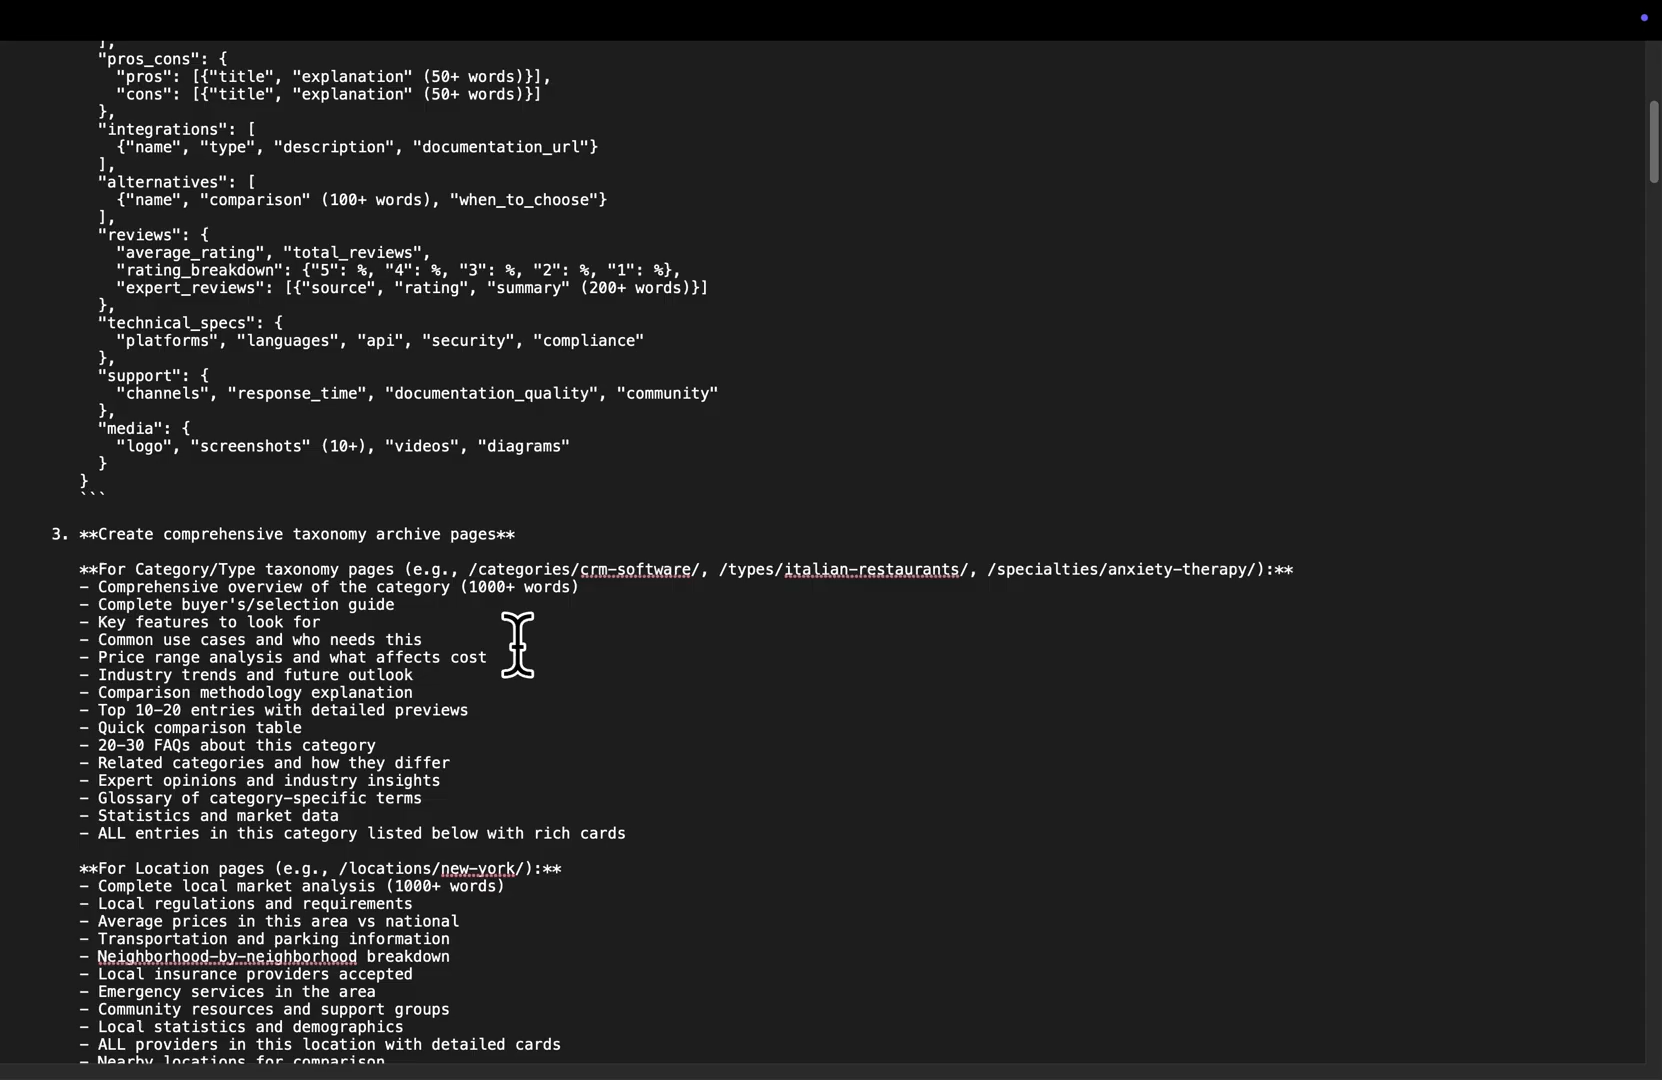 ],
"pros_cons": {
"pros": [{"title", "explanation" (50+ words)}],
"cons": [{"title", "explanation" (50+ words)}]
},
"integrations": [
{"name", "type", "description", "documentation_url"}
],
"alternatives": [
{"name", "comparison" (100+ words), "when_to_choose"}
],
"reviews": {
"average_rating", "total_reviews",
"rating_breakdown": {"5": %, "4": %, "3": %, "2": %, "1": %},
"expert_reviews": [{"source", "rating", "summary" (200+ words)}]
},
"technical_specs": {
"platforms", "languages", "api", "security", "compliance"
},
"support": {
"channels", "response_time", "documentation_quality", "community"
},
"media": {
"logo", "screenshots" (10+), "videos", "diagrams"
}
}
```
3. **Create comprehensive taxonomy archive pages**
**For Category/Type taxonomy pages (e.g., /categories/crm-software/, /types/italian-restaurants/, /specialties/anxiety-therapy/):**
- Comprehensive overview of the category (1000+ words)
- Complete buyer's/selection guide
- Key features to look for
- Common use cases and who needs this
- Price range analysis and what affects cost
- Industry trends and future outlook
- Comparison methodology explanation
- Top 10-20 entries with detailed previews
- Quick comparison table
- 20-30 FAQs about this category
- Related categories and how they differ
- Expert opinions and industry insights
- Glossary of category-specific terms
- Statistics and market data
- ALL entries in this category listed below with rich cards
**For Location pages (e.g., /locations/new-york/):**
- Complete local market analysis (1000+ words)
- Local regulations and requirements
- Average prices in this area vs national
- Transportation and parking information
- Neighborhood-by-neighborhood breakdown
- Local insurance providers accepted
- Emergency services in the area
- Community resources and support groups
- Local statistics and demographics
- ALL providers in this location with detailed cards
- Nearby locations for comparison